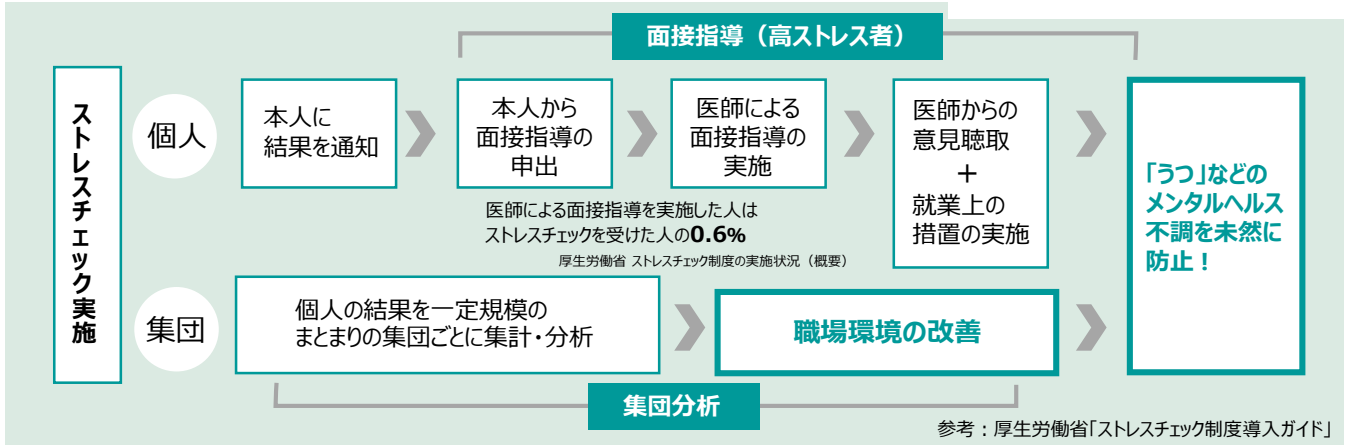 面接指導（高ストレス者）
ストレスチェック実施
個人
本人に
結果を通知
本人から
面接指導の
申出
医師による
面接指導の
実施
医師からの
意見聴取
＋
就業上の
措置の実施
医師による面接指導を実施した人は
ストレスチェックを受けた人の0.6%
厚生労働省 ストレスチェック制度の実施状況（概要）
集団
個人の結果を一定規模の
まとまりの集団ごとに集計・分析
職場環境の改善
集団分析
「うつ」などの
メンタルヘルス
不調を未然に
防止！
参考：厚生労働省「ストレスチェック制度導入ガイド」